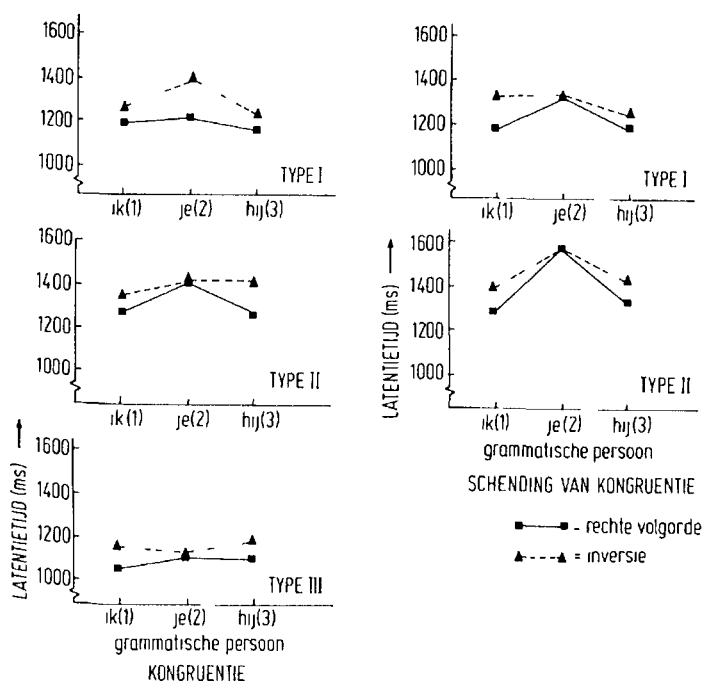 1600
1400
1200
1000
TYPE I
ik(1) je(2) hij(3)
1600
1400
1200
1000
TYPE II
ik(1) je(2) hij(3)
LATENTIETIJD (ms)
1600
1400
1200
1000
TYPE III
ik(1) je(2) hij(3)
grammatische persoon
KONGRUENTIE
1600
1400
1200
1000
TYPE I
ik(1) je(2) hij(3)
LATENTIETIJD (ms)
1600
1400
1200
1000
TYPE II
ik(1) je(2) hij(3)
grammatische persoon
SCHENDING VAN KONGRUENTIE
- rechte volgorde
= inversie